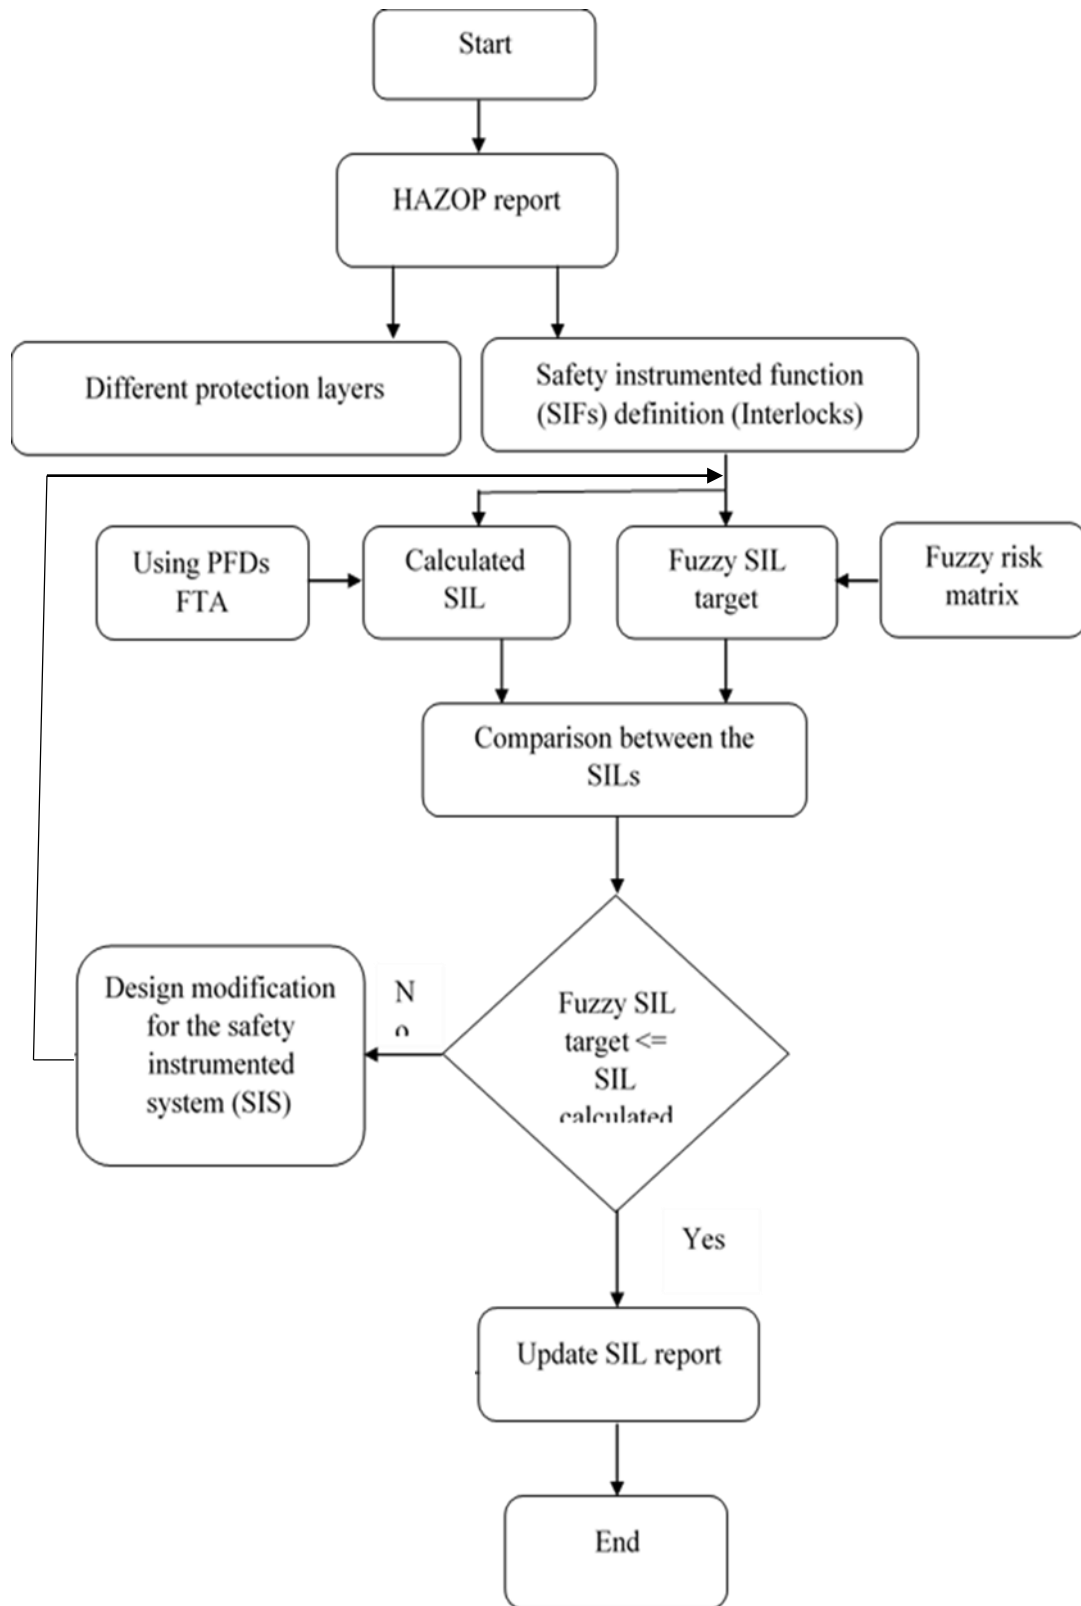 Start
HAZOP report
Different protection layers
Safety instrumented function
(SIFs) definition (Interlocks)
Using PFDs
FTA
Calculated
SIL
Fuzzy SIL
target
Fuzzy risk
matrix
Comparison between the
SILs
Design modification
for the safety
instrumented
system (SIS)
N
o
Fuzzy SIL
target <=
SIL
calculated
Yes
Update SIL report
End